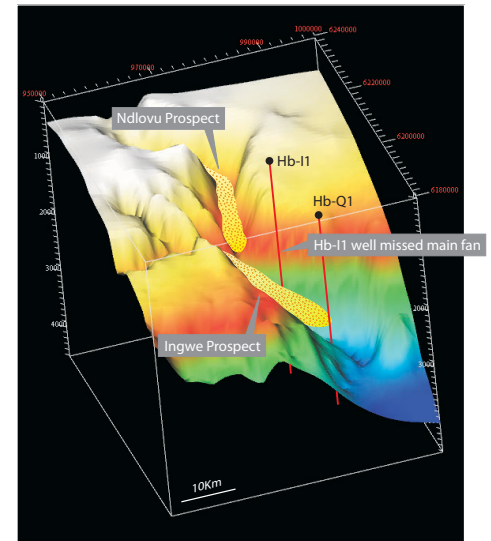 1000000
6240000
990000
970000
950000
6220000
6200000
6180000
Ndlovu Prospect
Hb-I1
Hb-Q1
Hb-I1 well missed main fan
Ingwe Prospect
1000
2000
3000
4000
2000
3000
10Km